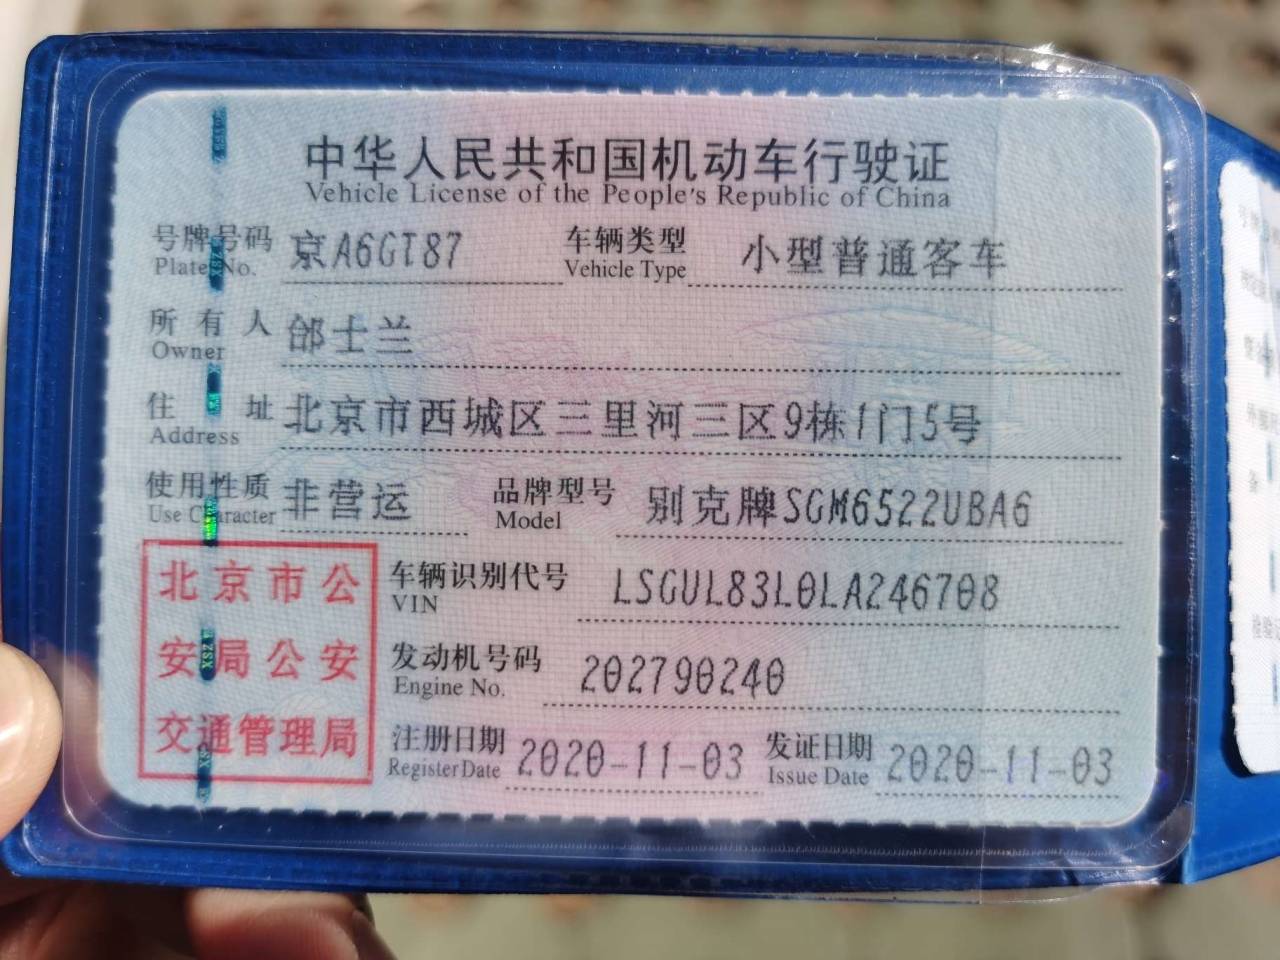 中华人民共和国机动车行驶证
Vehicle License of the People's Republic of China
号牌号码 京A6GT87 车辆类型 小型普通客车
Plate No. Vehicle Type
所有人 邰士兰
Owner
住址 北京市西城区三里河三区9栋1门5号
Address
使用性质 非营运 品牌型号 别克牌SGM6522UBA6
Use Character Model
北京市公安局公安交通管理局
车辆识别代号 LSGUL83L0LA246708
VIN
发动机号码 202790240
Engine No.
注册日期 2020-11-03 发证日期 2020-11-03
Register Date Issue Date